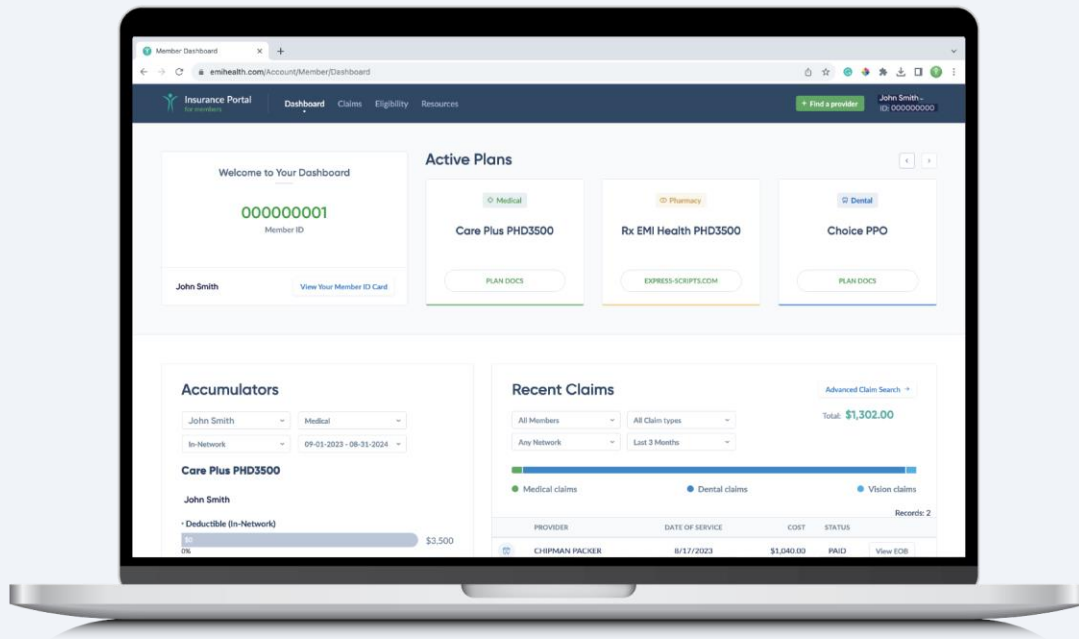 Member Dashboard
emihealth.com/Account/Member/Dashboard
Insurance Portal
for members
Dashboard Claims Eligibility Resources
+ Find a provider
John Smith
ID: 000000000
Welcome to Your Dashboard
000000001
Member ID
John Smith
View Your Member ID Card
Active Plans
Medical
Care Plus PHD3500
PLAN DOCS
Pharmacy
Rx EMI Health PHD3500
EXPRESS-SCRIPTS.COM
Dental
Choice PPO
PLAN DOCS
Accumulators
John Smith Medical
In-Network 09-01-2023 - 08-31-2024
Care Plus PHD3500
John Smith
Deductible (In-Network)
$0
$3,500
0%
Recent Claims
Advanced Claim Search
All Members All Claim types
Total: $1,302.00
Any Network Last 3 Months
Medical claims Dental claims Vision claims
Records: 2
PROVIDER DATE OF SERVICE COST STATUS
CHIPMAN PACKER 8/17/2023 $1,040.00 PAID View EOB